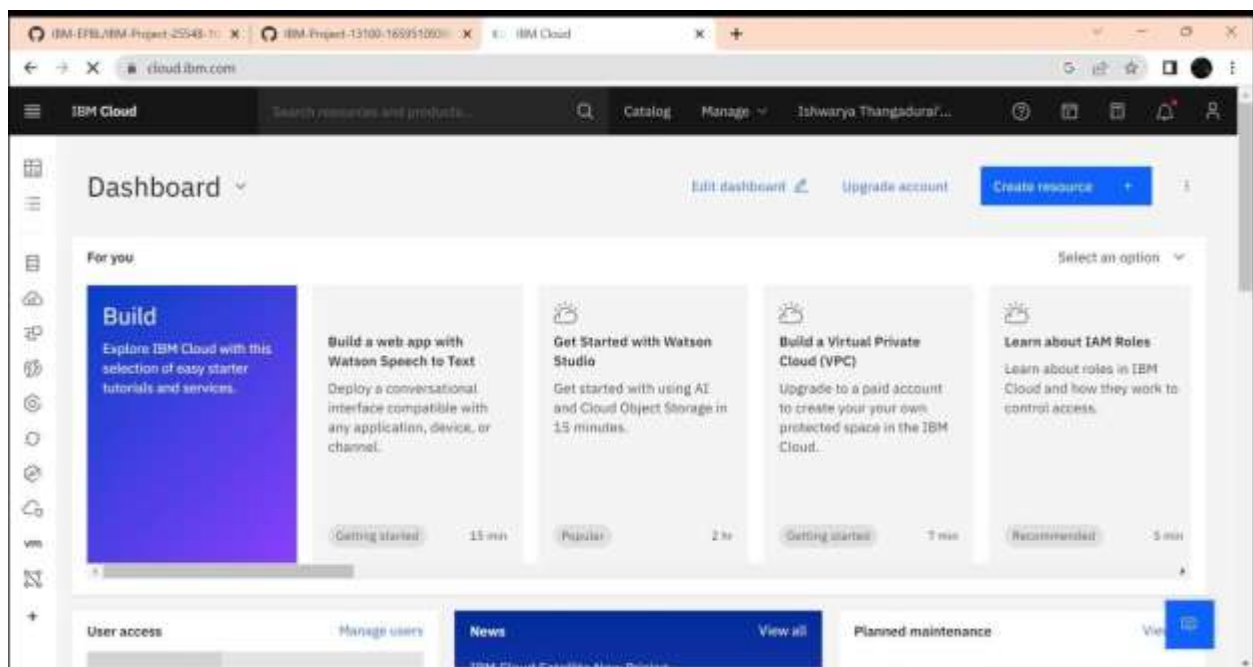 IBM Cloud
cloud.ibm.com
IBM Cloud
Search resources and products...
Catalog
Manage
Ishwarya Thangadurai'...
Dashboard
Edit dashboard
Upgrade account
Create resource +
For you
Select an option
Build
Explore IBM Cloud with this
selection of easy starter
tutorials and services.
Build a web app with
Watson Speech to Text
Deploy a conversational
interface compatible with
any application, device, or
channel.
Getting started
15 min
Get Started with Watson
Studio
Get started with using AI
and Cloud Object Storage in
15 minutes.
Popular
2 hr
Build a Virtual Private
Cloud (VPC)
Upgrade to a paid account
to create your your own
protected space in the IBM
Cloud.
Getting started
7 min
Learn about IAM Roles
Learn about roles in IBM
Cloud and how they work to
control access.
Recommended
5 min
vm
User access
Manage users
News
View all
Planned maintenance